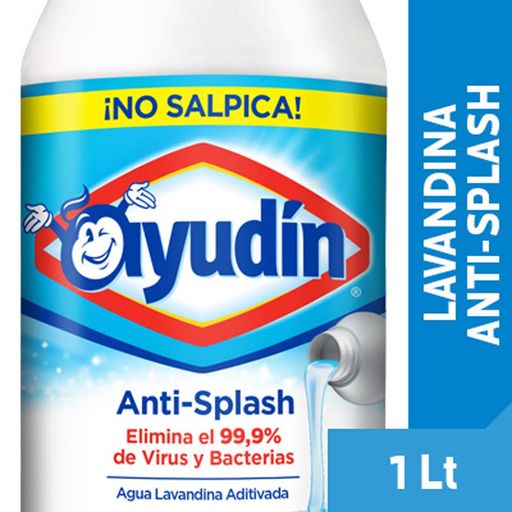 ¡NO SALPICA!
Ayudín
®
Anti-Splash
Elimina el 99,9%
de Virus y Bacterias
Agua Lavandina Aditivada
LAVANDINA
ANTI-SPLASH
1 Lt